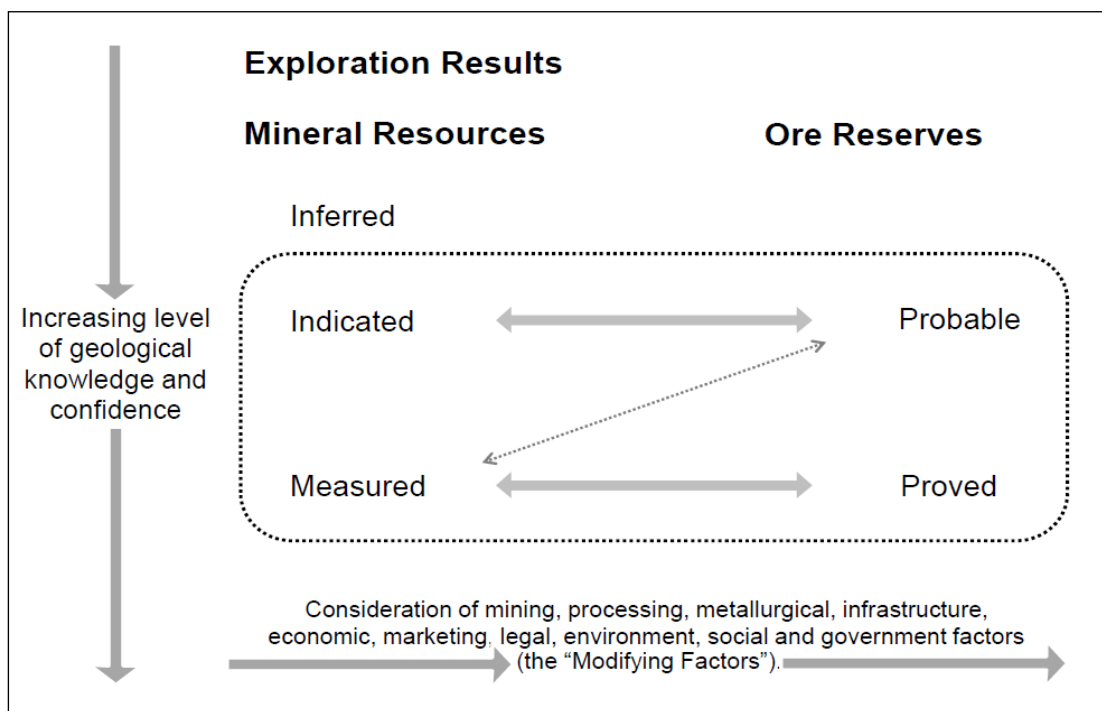 Exploration Results
Mineral Resources
Ore Reserves
Inferred
Indicated
Probable
Increasing level
of geological
knowledge and
confidence
Measured
Proved
Consideration of mining, processing, metallurgical, infrastructure,
economic, marketing, legal, environment, social and government factors
(the “Modifying Factors”).